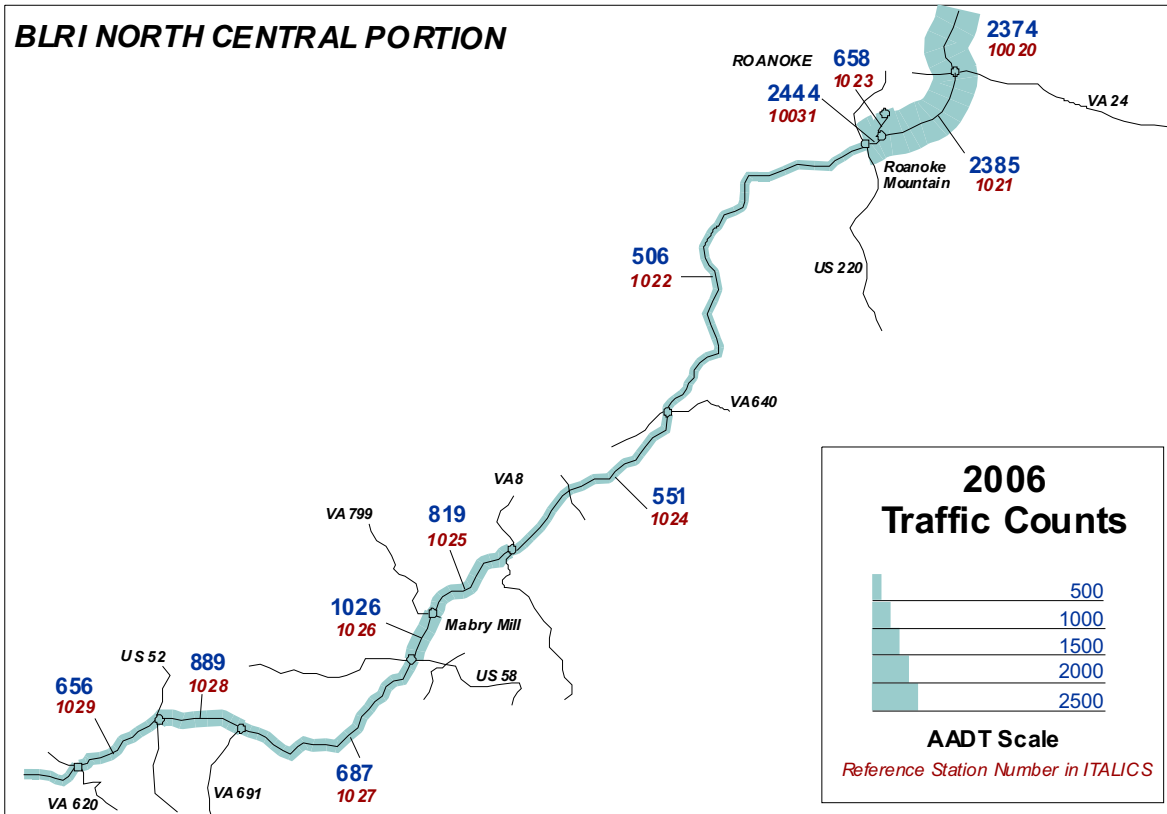 BLRI NORTH CENTRAL PORTION
2374
10020
ROANOKE
658
1023
2444
10031
VA 24
Roanoke
Mountain
2385
1021
506
1022
US 220
VA640
VA8
551
1024
VA 799
819
1025
1026
1026
Mabry Mill
US 52
889
1028
US 58
656
1029
687
1027
VA 620
VA 691
2006
Traffic Counts
500
1000
1500
2000
2500
AADT Scale
Reference Station Number in ITALICS